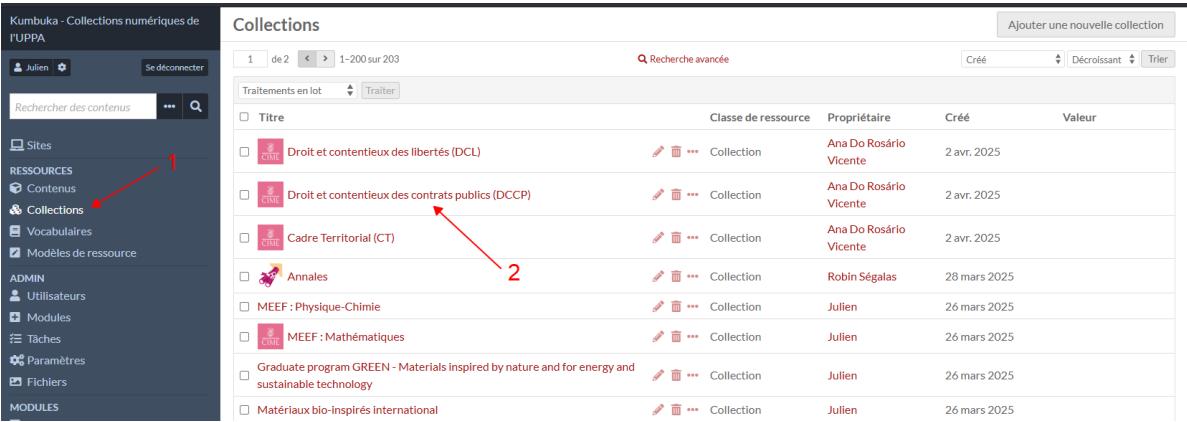 Kumbuka - Collections numériques de
l'UPPA
Julien
Se déconnecter
Rechercher des contenus
Sites
RESSOURCES
1
Contenus
Collections
Vocabulaires
Modèles de ressource
ADMIN
Utilisateurs
Modules
Tâches
Paramètres
Fichiers
MODULES
Collections
Ajouter une nouvelle collection
1 de 2 < > 1–200 sur 203
Recherche avancée
Créé Décroissant Trier
Traitements en lot Traiter
Titre Classe de ressource Propriétaire Créé Valeur
CIME Droit et contentieux des libertés (DCL) Collection Ana Do Rosário Vicente 2 avr. 2025
CIME Droit et contentieux des contrats publics (DCCP) Collection Ana Do Rosário Vicente 2 avr. 2025
CIME Cadre Territorial (CT) Collection Ana Do Rosário Vicente 2 avr. 2025
2
Annales Collection Robin Ségalas 28 mars 2025
MEEF : Physique-Chimie Collection Julien 26 mars 2025
CIME MEEF : Mathématiques Collection Julien 26 mars 2025
Graduate program GREEN - Materials inspired by nature and for energy and
sustainable technology Collection Julien 26 mars 2025
Matériaux bio-inspirés international Collection Julien 26 mars 2025